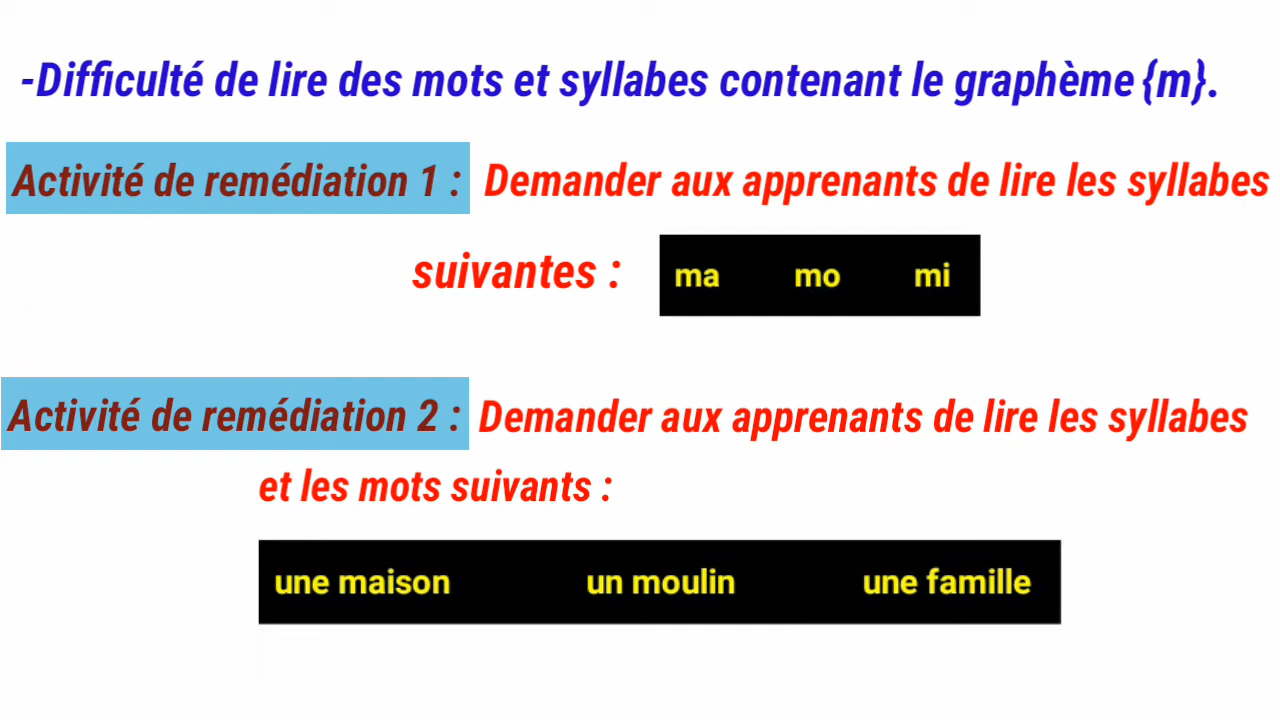 -Difficulté de lire des mots et syllabes contenant le graphème {m}.
Activité de remédiation 1 : Demander aux apprenants de lire les syllabes
suivantes : ma mo mi
Activité de remédiation 2 : Demander aux apprenants de lire les syllabes
et les mots suivants :
une maison un moulin une famille